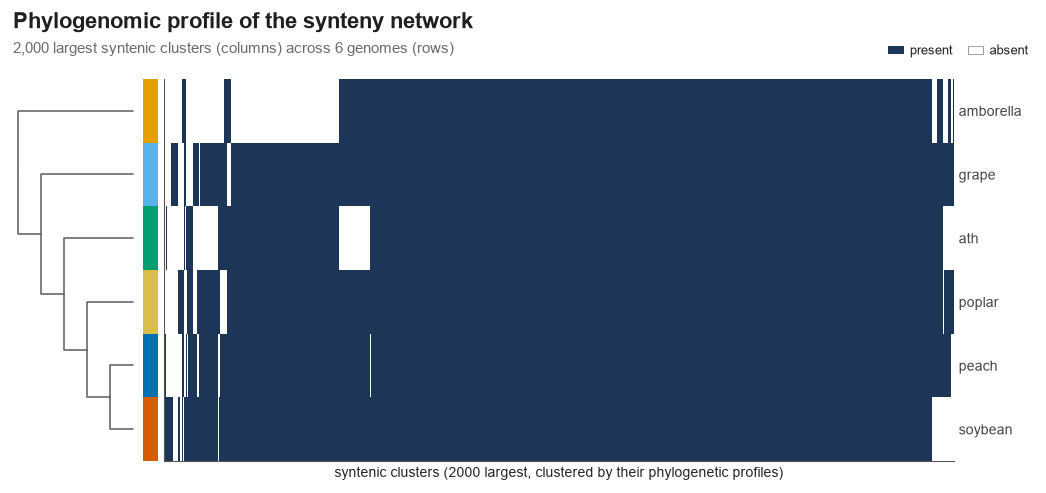 Phylogenomic profile of the synteny network
2,000 largest syntenic clusters (columns) across 6 genomes (rows)
present absent
amborella
grape
ath
poplar
peach
soybean
syntenic clusters (2000 largest, clustered by their phylogenetic profiles)